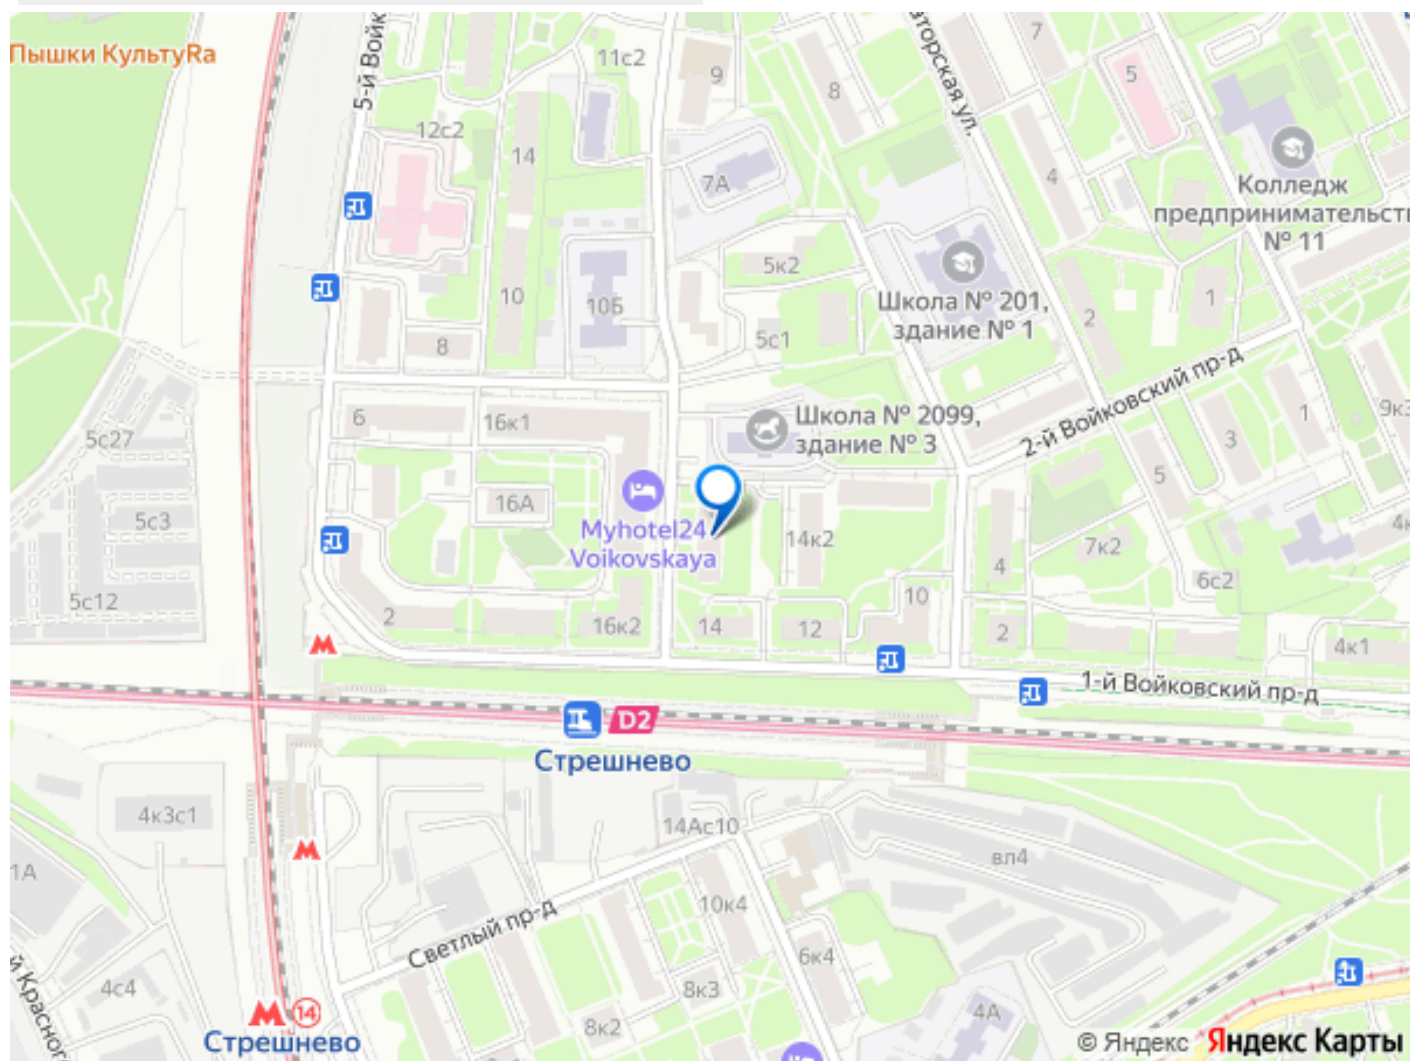 Пышки КультуRa
5-й Войк
11с2
9
8
7
аторская ул.
5
12с2
14
7А
4
Колледж
предпринимательст
№ 11
5к2
10
10Б
Школа № 201,
здание № 1
2
1
5с1
8
2-й Войковский пр-д
6
16к1
Школа № 2099,
здание № 3
1
9к3
3
5с27
5
16А
5с3
Myhotel24
Voikovskaya
14к2
7к2
4к
4
6с2
5с12
10
2
16к2
14
12
2
4к1
1-й Войковский пр-д
D2
Стрешнево
4к3с1
14Ас10
1А
вл4
10к4
Светлый пр-д
6к4
й Красног
4с4
8к3
4А
14
Стрешнево
8к2
© Яндекс Яндекс Карты